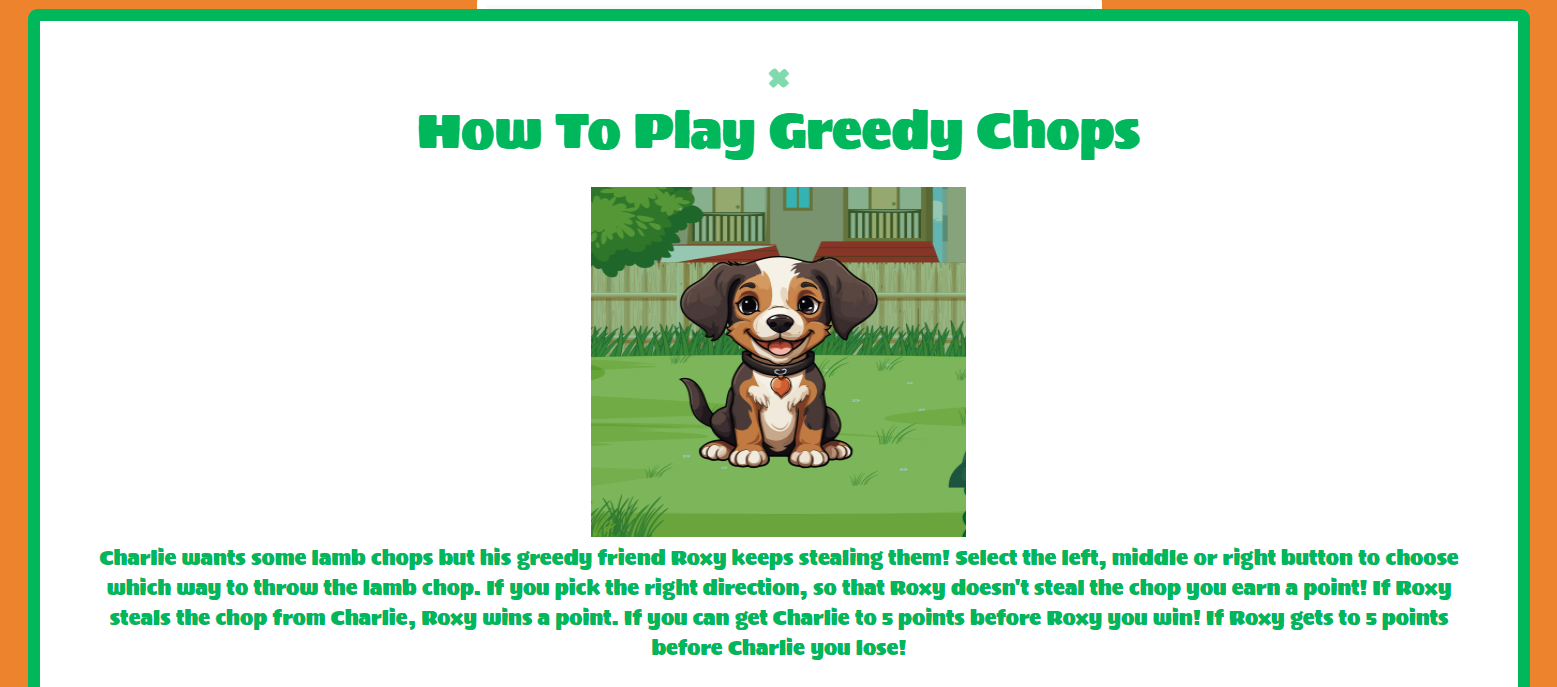 How To Play Greedy Chops
Charlie wants some lamb chops but his greedy friend Roxy keeps stealing them! Select the left, middle or right button to choose
which way to throw the lamb chop. If you pick the right direction, so that Roxy doesn't steal the chop you earn a point! If Roxy
steals the chop from Charlie, Roxy wins a point. If you can get Charlie to 5 points before Roxy you win! If Roxy gets to 5 points
before Charlie you lose!